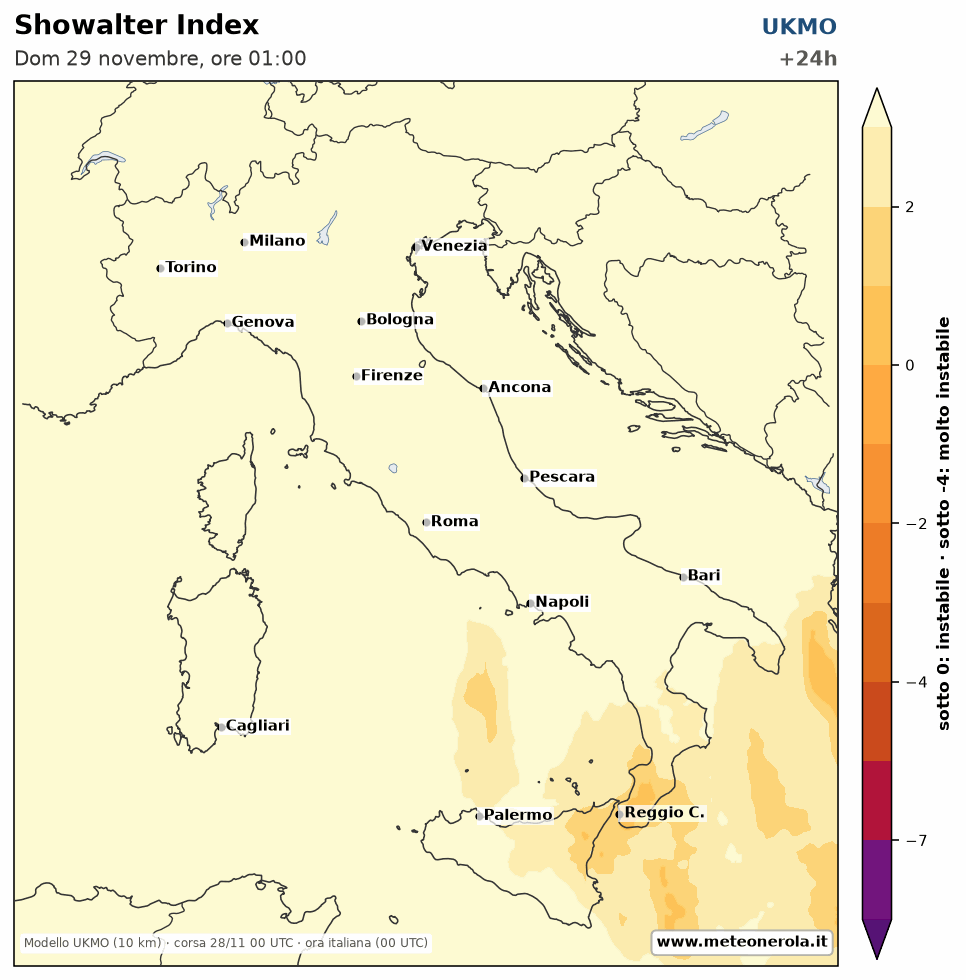 Showalter Index
UKMO
Dom 29 novembre, ore 01:00
+24h
Milano
Venezia
Torino
Genova
Bologna
Firenze
Ancona
Pescara
Roma
Bari
Napoli
Cagliari
Palermo
Reggio C.
2
0
−2
−4
−7
sotto 0: instabile · sotto -4: molto instabile
Modello UKMO (10 km) · corsa 28/11 00 UTC · ora italiana (00 UTC)
www.meteonerola.it